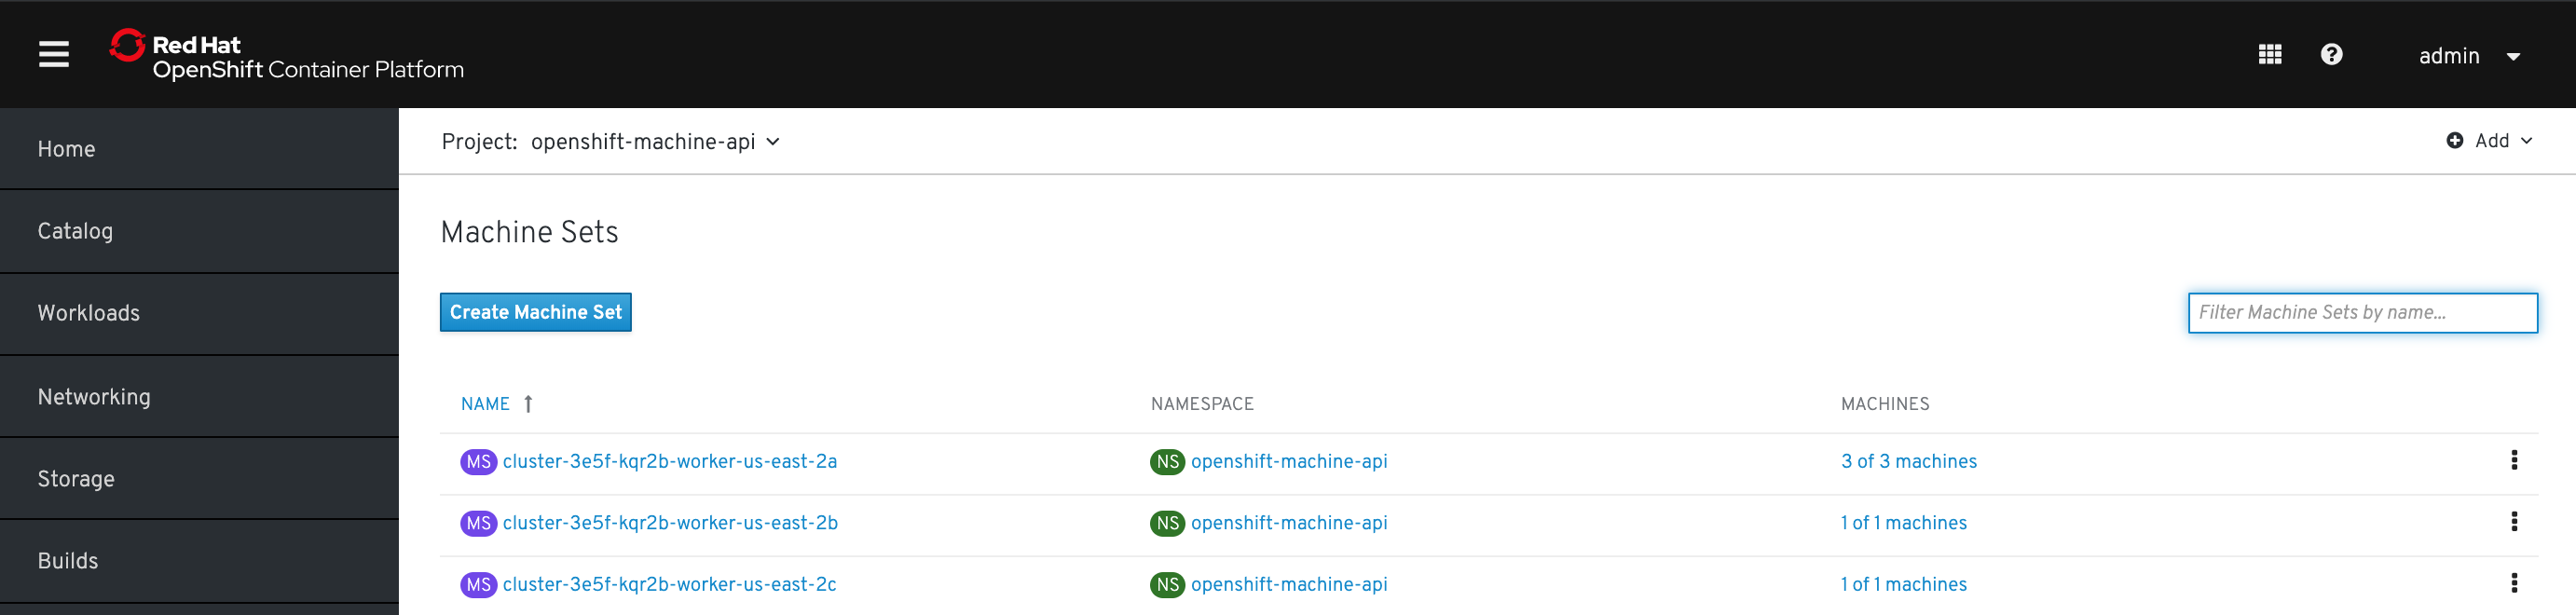 Red Hat
OpenShift Container Platform
admin
Home
Catalog
Workloads
Networking
Storage
Builds
Project: openshift-machine-api
Add
Machine Sets
Create Machine Set
Filter Machine Sets by name...
NAME NAMESPACE MACHINES
MS cluster-3e5f-kqr2b-worker-us-east-2a NS openshift-machine-api 3 of 3 machines
MS cluster-3e5f-kqr2b-worker-us-east-2b NS openshift-machine-api 1 of 1 machines
MS cluster-3e5f-kqr2b-worker-us-east-2c NS openshift-machine-api 1 of 1 machines